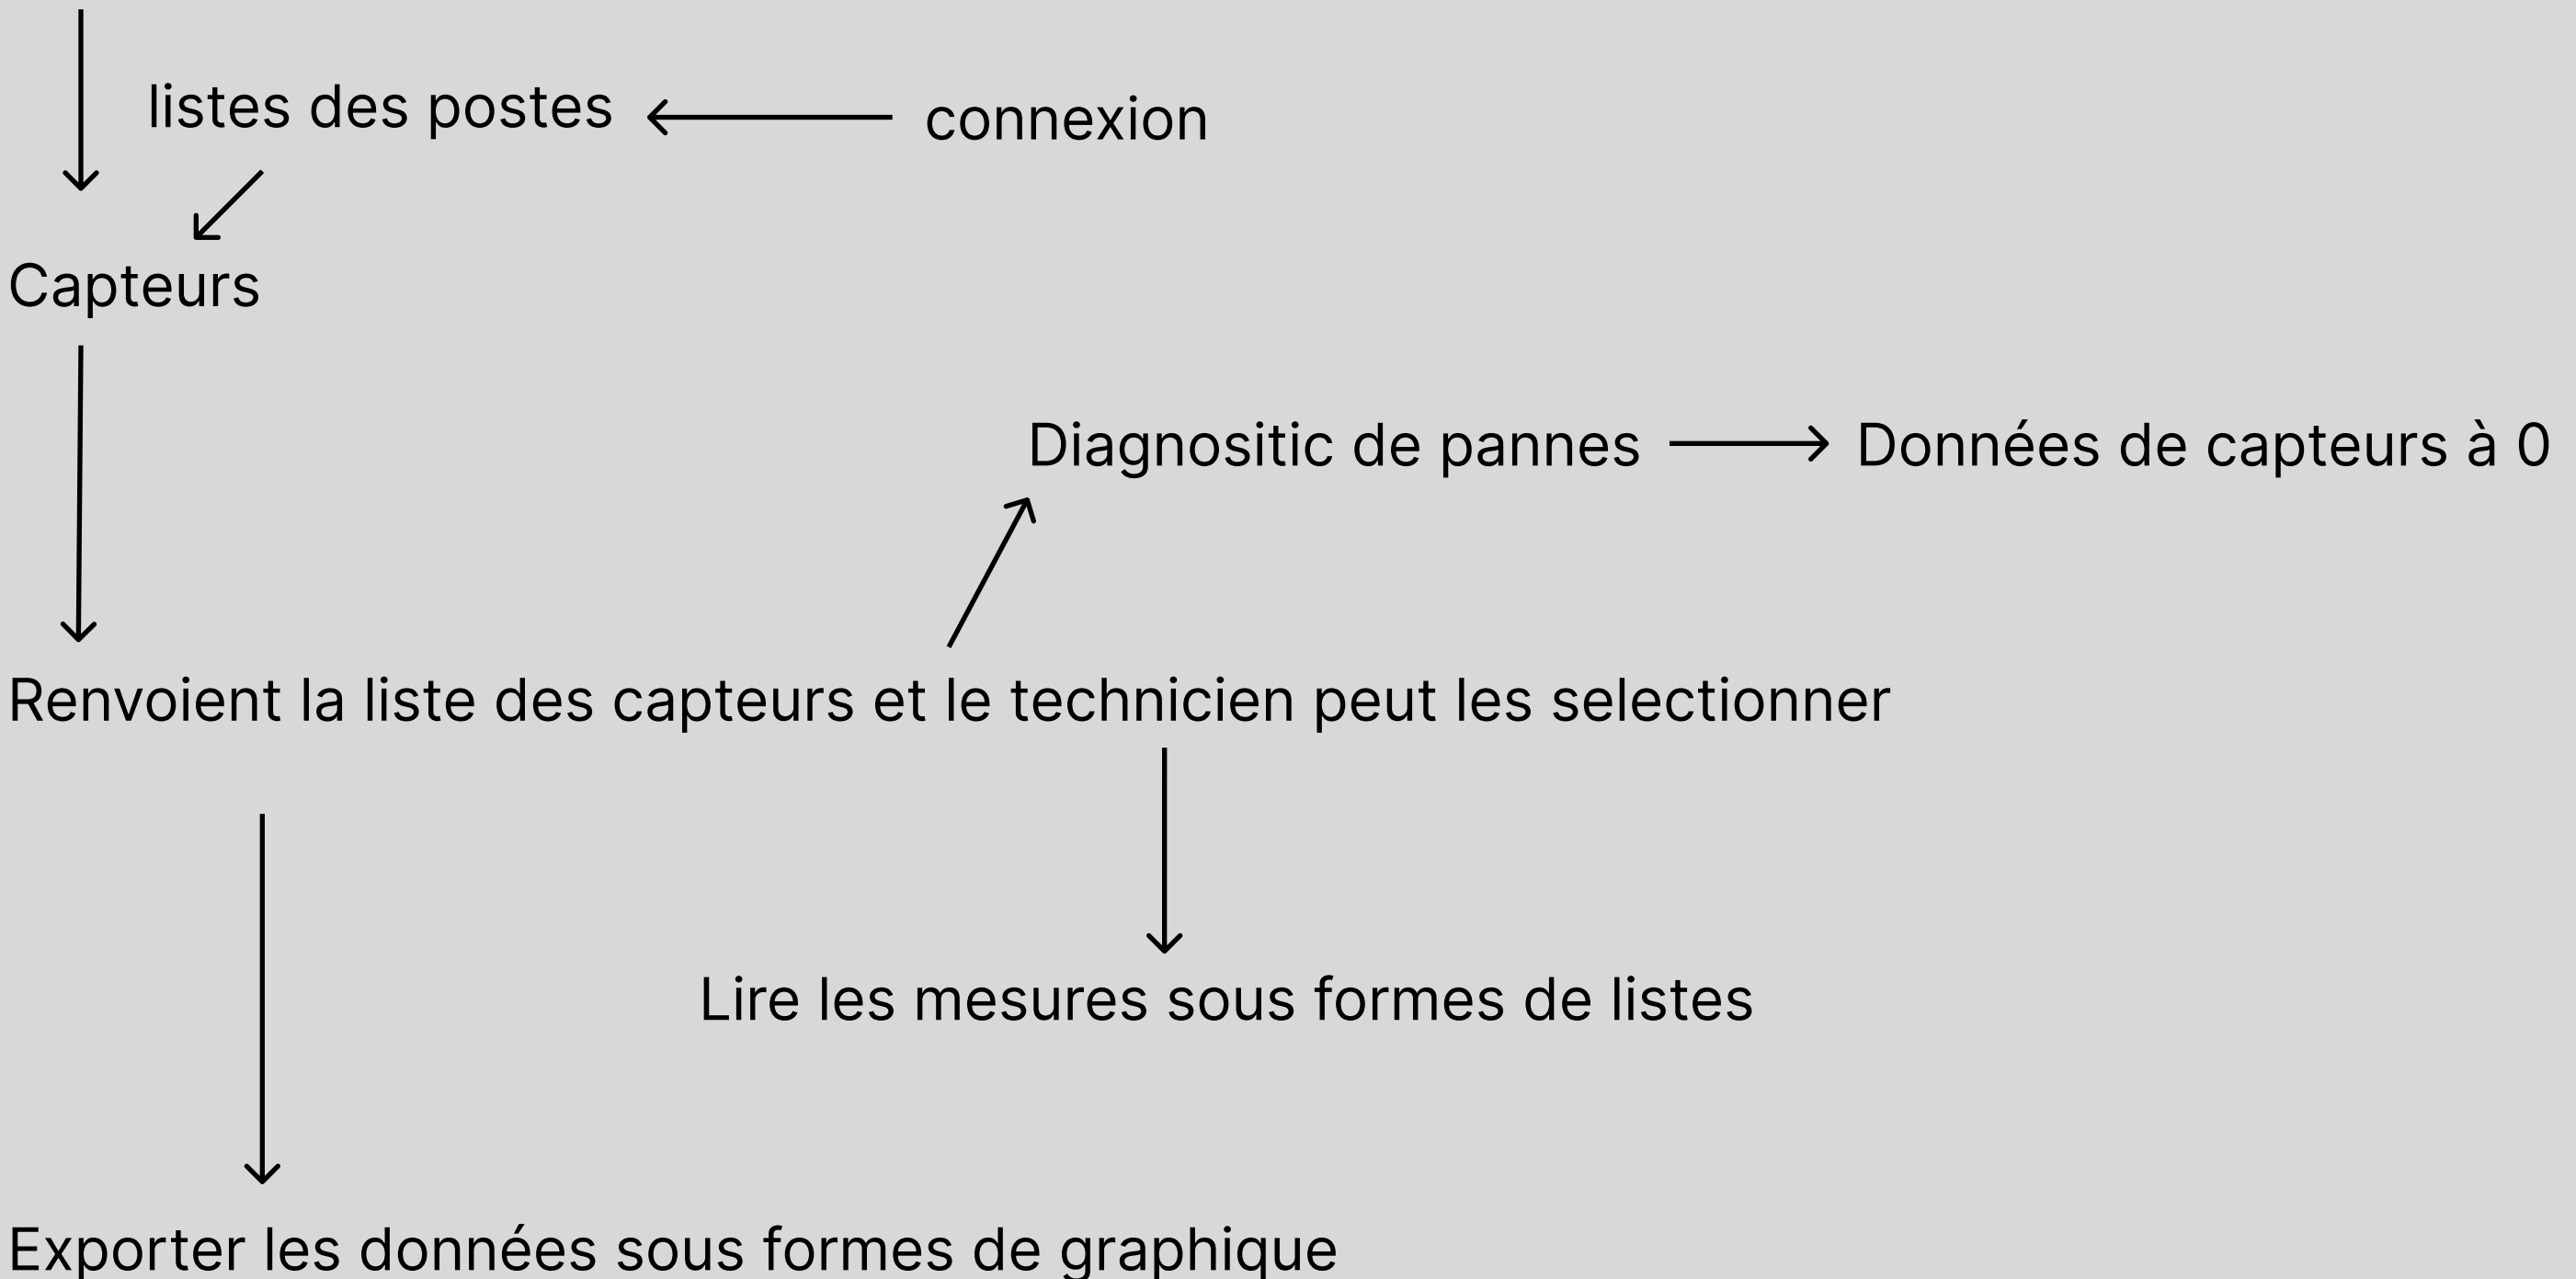 listes des postes
connexion
Capteurs
Diagnositic de pannes
Données de capteurs à 0
Renvoient la liste des capteurs et le technicien peut les selectionner
Lire les mesures sous formes de listes
Exporter les données sous formes de graphique